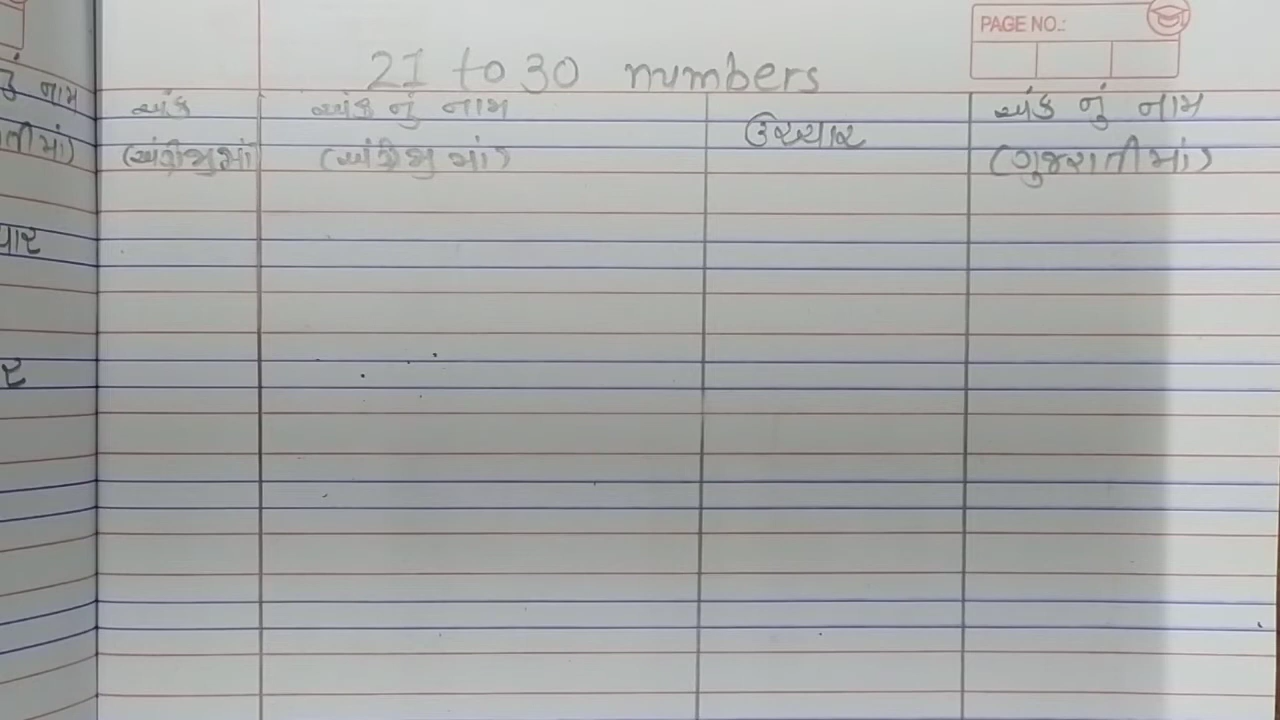 PAGE NO.:
21 to 30 numbers
નું નામ
તીમાં)
અંક
(અંગ્રેજીમાં)
અંક નું નામ
(અંગ્રેજીમાં)
ઉચ્ચાર
અંક નું નામ
(ગુજરાતીમાં)
ચાર
ર